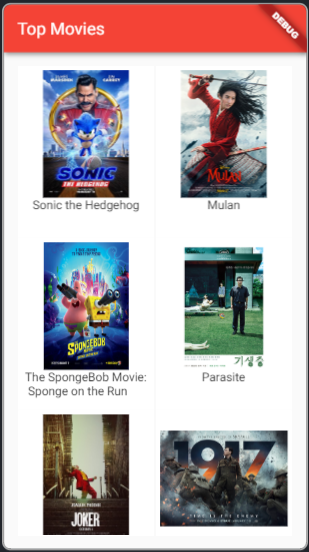 Top Movies
DEBUG
SONIC
THE HEDGEHOG
MULAN
Sonic the Hedgehog
Mulan
SPONGEBOB
기생충
The SpongeBob Movie:
Sponge on the Run
Parasite
JOKER
1917